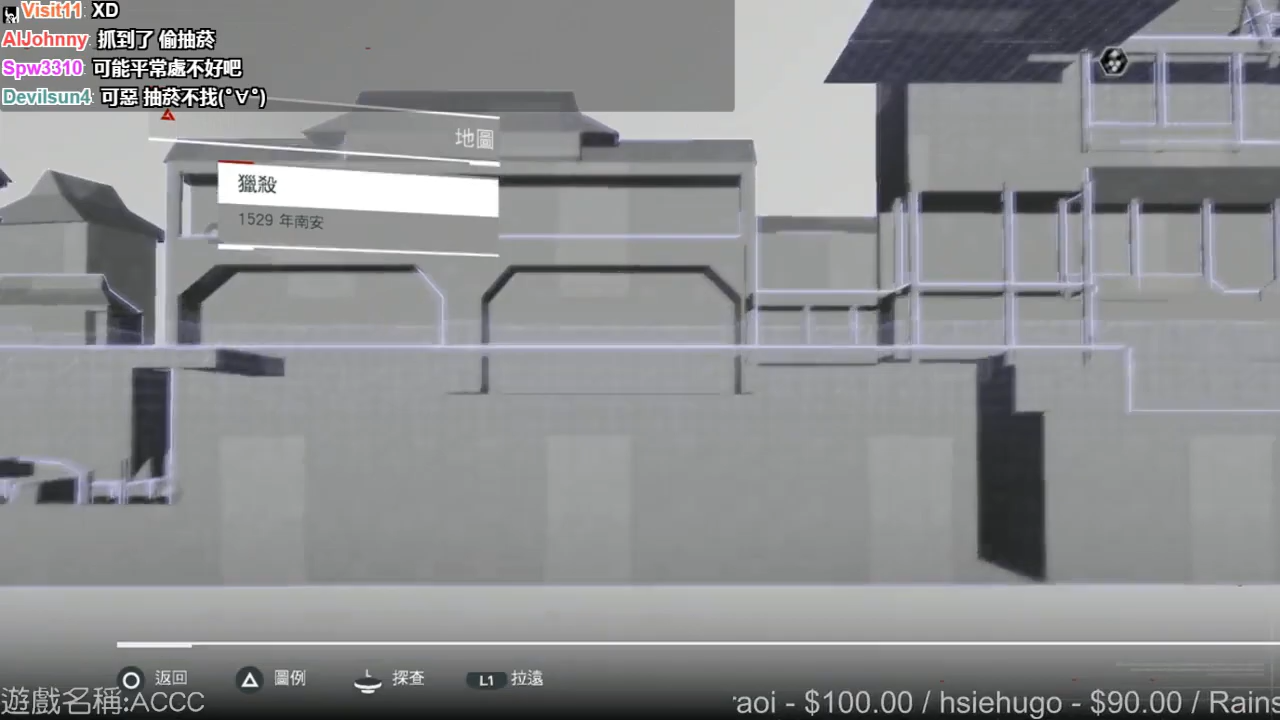 Visit11: XD
AlJohnny: 抓到了 偷抽菸
Spw3310: 可能平常處不好吧
Devilsun4: 可惡 抽菸不找(ﾟ∀ﾟ)
地圖
獵殺
1529 年南安
返回
圖例
探查
L1 拉遠
遊戲名稱:ACCC
raoi - $100.00 / hsiehugo - $90.00 / Rains